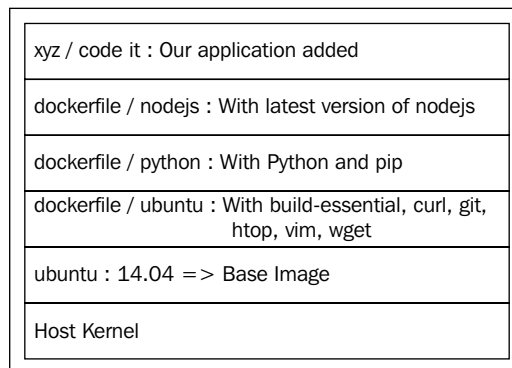 xyz / code it : Our application added
dockerfile / nodejs : With latest version of nodejs
dockerfile / python : With Python and pip
dockerfile / ubuntu : With build-essential, curl, git,
htop, vim, wget
ubuntu : 14.04 = > Base Image
Host Kernel